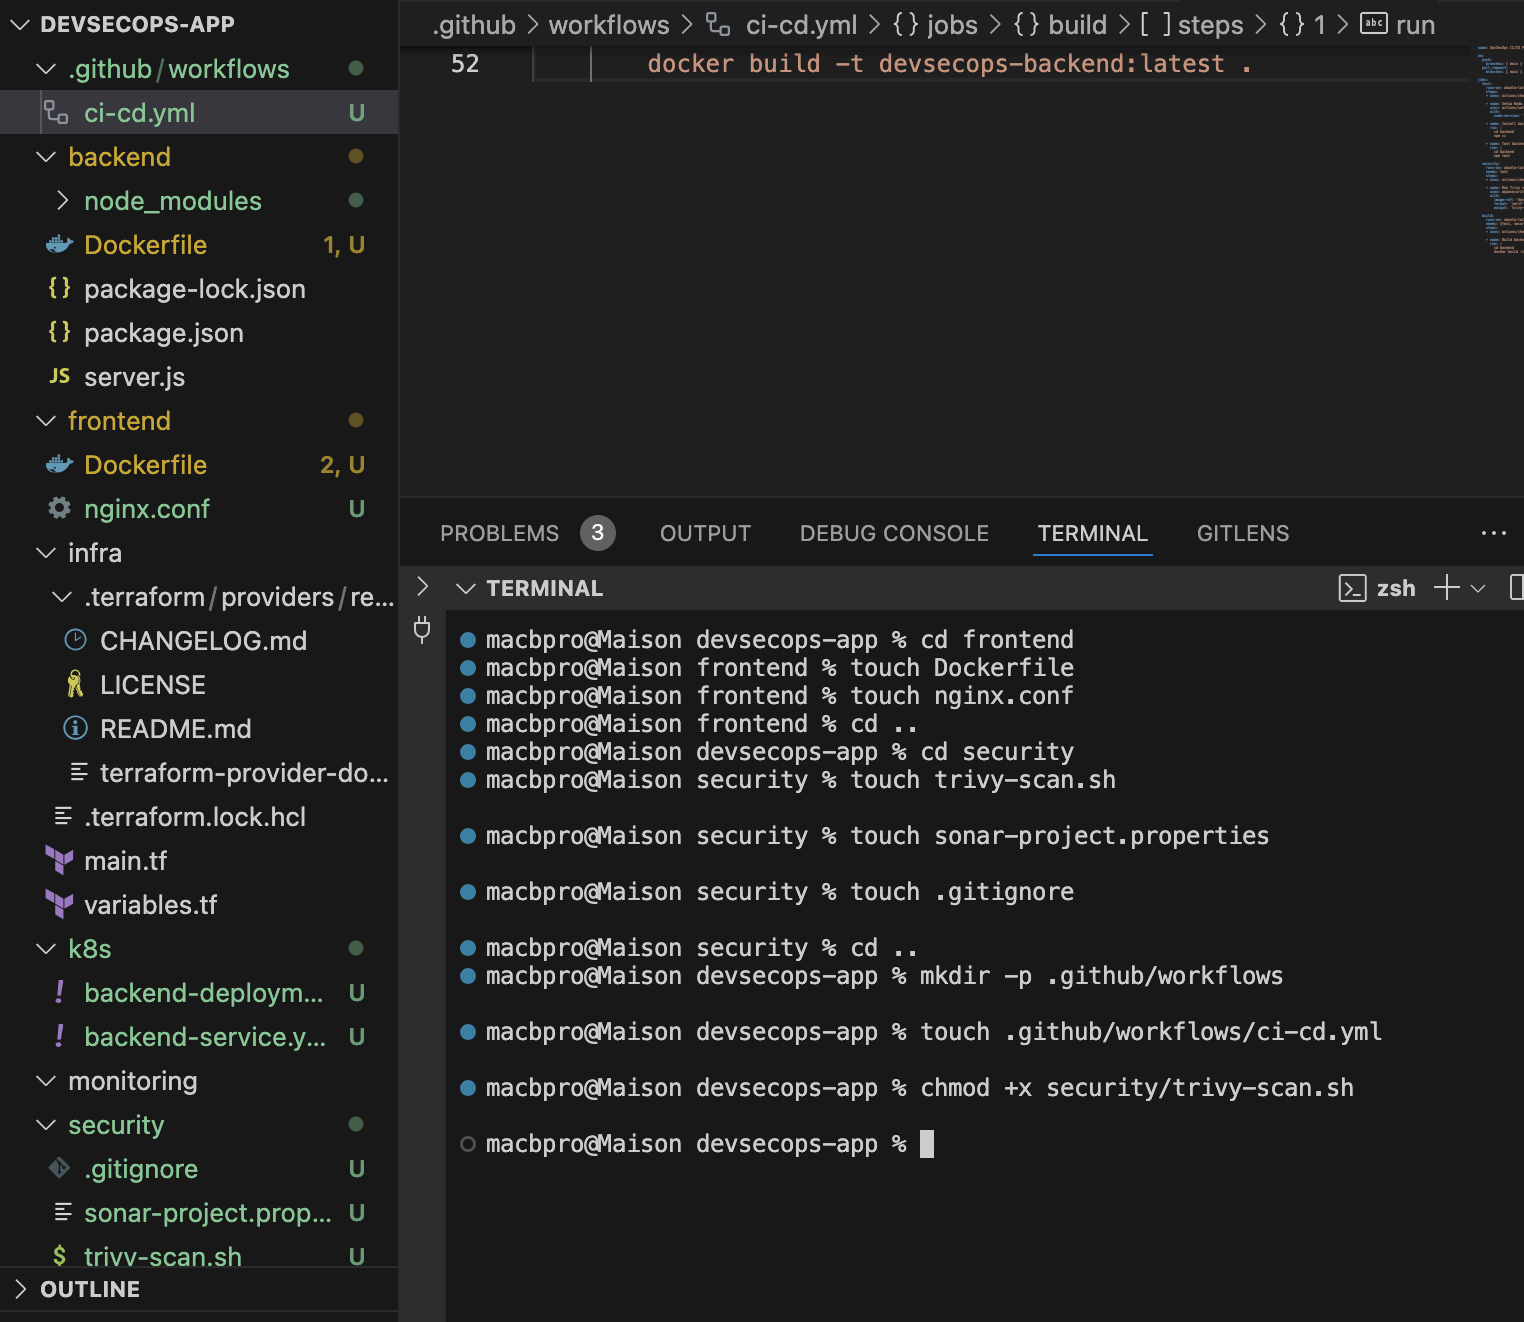 DEVSECOPS-APP
.github/workflows
ci-cd.yml U
backend
node_modules
Dockerfile 1, U
package-lock.json
package.json
JS server.js
frontend
Dockerfile 2, U
nginx.conf U
infra
.terraform/providers/re...
CHANGELOG.md
LICENSE
README.md
terraform-provider-do...
.terraform.lock.hcl
main.tf
variables.tf
k8s
! backend-deploym... U
! backend-service.y... U
monitoring
security
.gitignore U
sonar-project.prop... U
$ trivy-scan.sh U
OUTLINE
.github > workflows > ci-cd.yml > {} jobs > {} build > [ ] steps > {} 1 > abc run
52 docker build -t devsecops-backend:latest .
PROBLEMS 3 OUTPUT DEBUG CONSOLE TERMINAL GITLENS ...
TERMINAL zsh
macbpro@Maison devsecops-app % cd frontend
macbpro@Maison frontend % touch Dockerfile
macbpro@Maison frontend % touch nginx.conf
macbpro@Maison frontend % cd ..
macbpro@Maison devsecops-app % cd security
macbpro@Maison security % touch trivy-scan.sh
macbpro@Maison security % touch sonar-project.properties
macbpro@Maison security % touch .gitignore
macbpro@Maison security % cd ..
macbpro@Maison devsecops-app % mkdir -p .github/workflows
macbpro@Maison devsecops-app % touch .github/workflows/ci-cd.yml
macbpro@Maison devsecops-app % chmod +x security/trivy-scan.sh
macbpro@Maison devsecops-app %